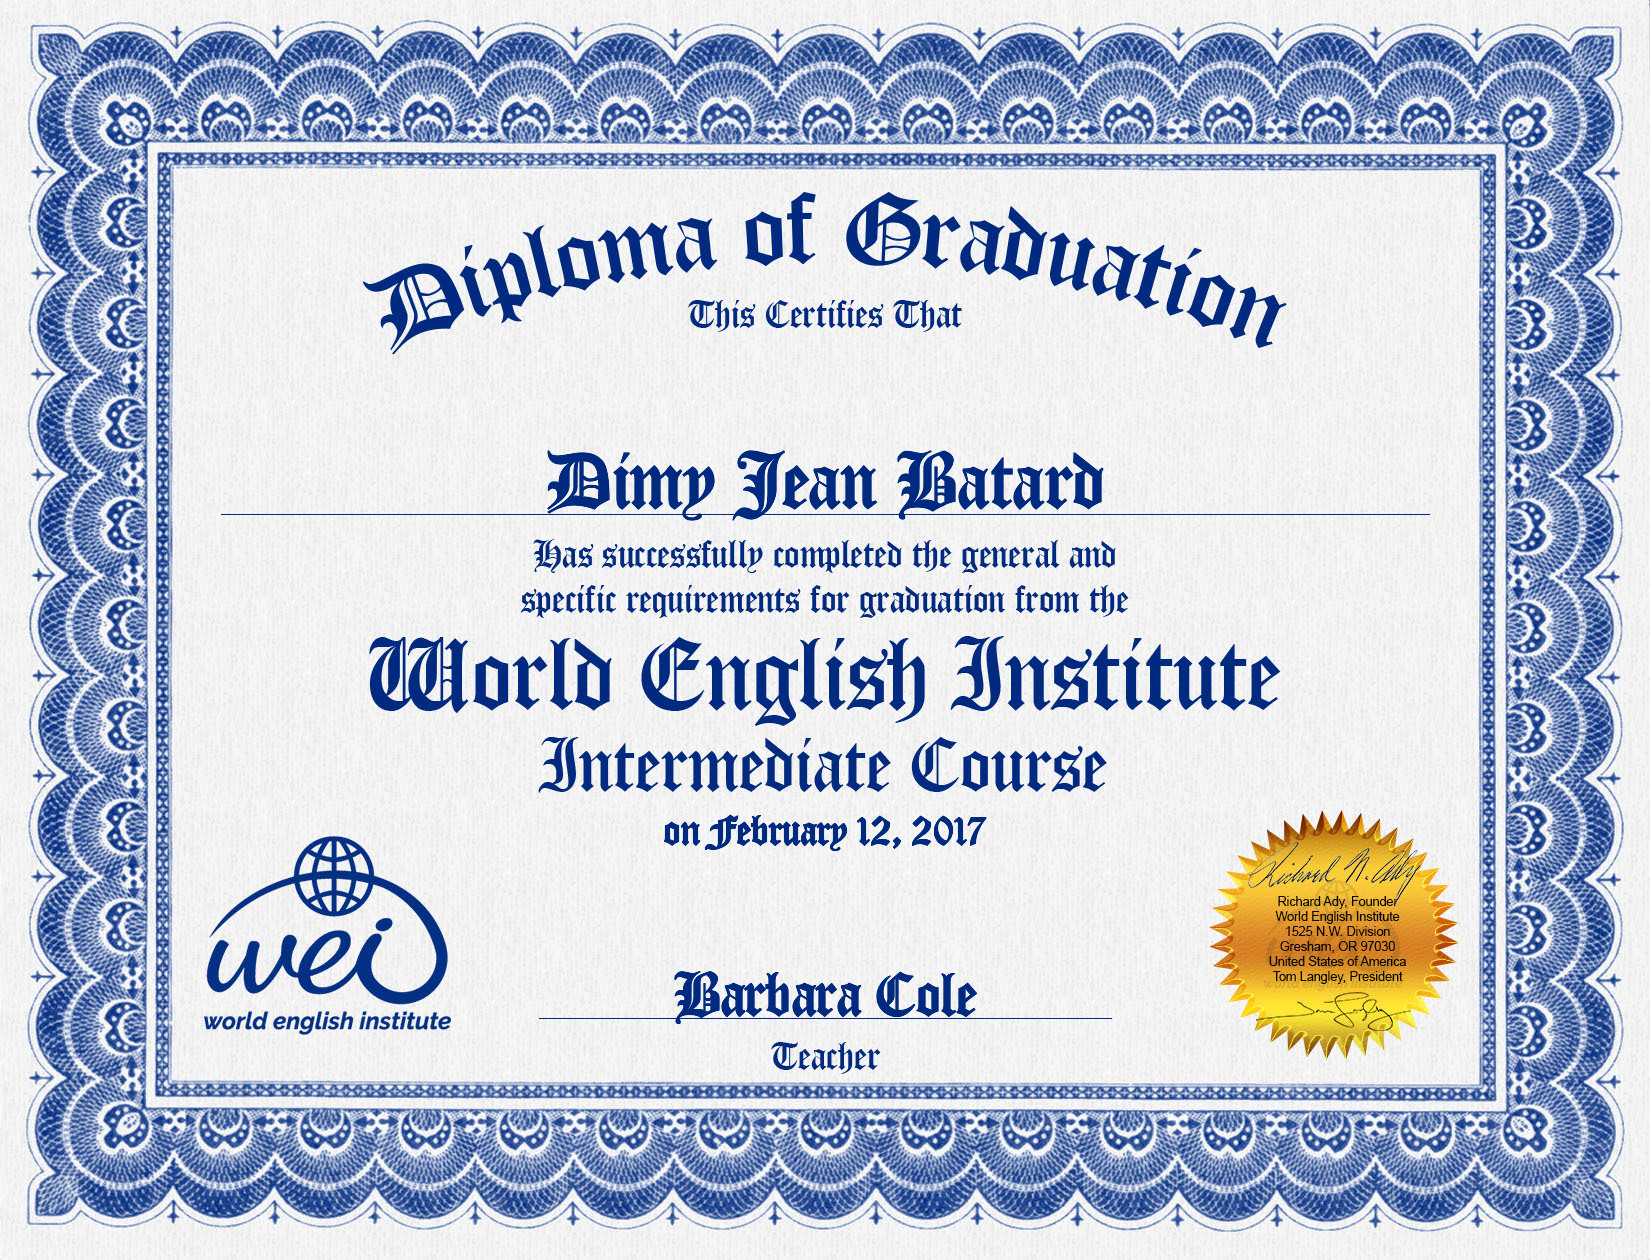 Diploma of Graduation
This Certifies That
Dimy Jean Batard
Has successfully completed the general and
specific requirements for graduation from the
World English Institute
Intermediate Course
on February 12, 2017
wei
world english institute
Barbara Cole
Teacher
Richard N. Ady
Richard Ady, Founder
World English Institute
1525 N.W. Division
Gresham, OR 97030
United States of America
Tom Langley, President
world english institute